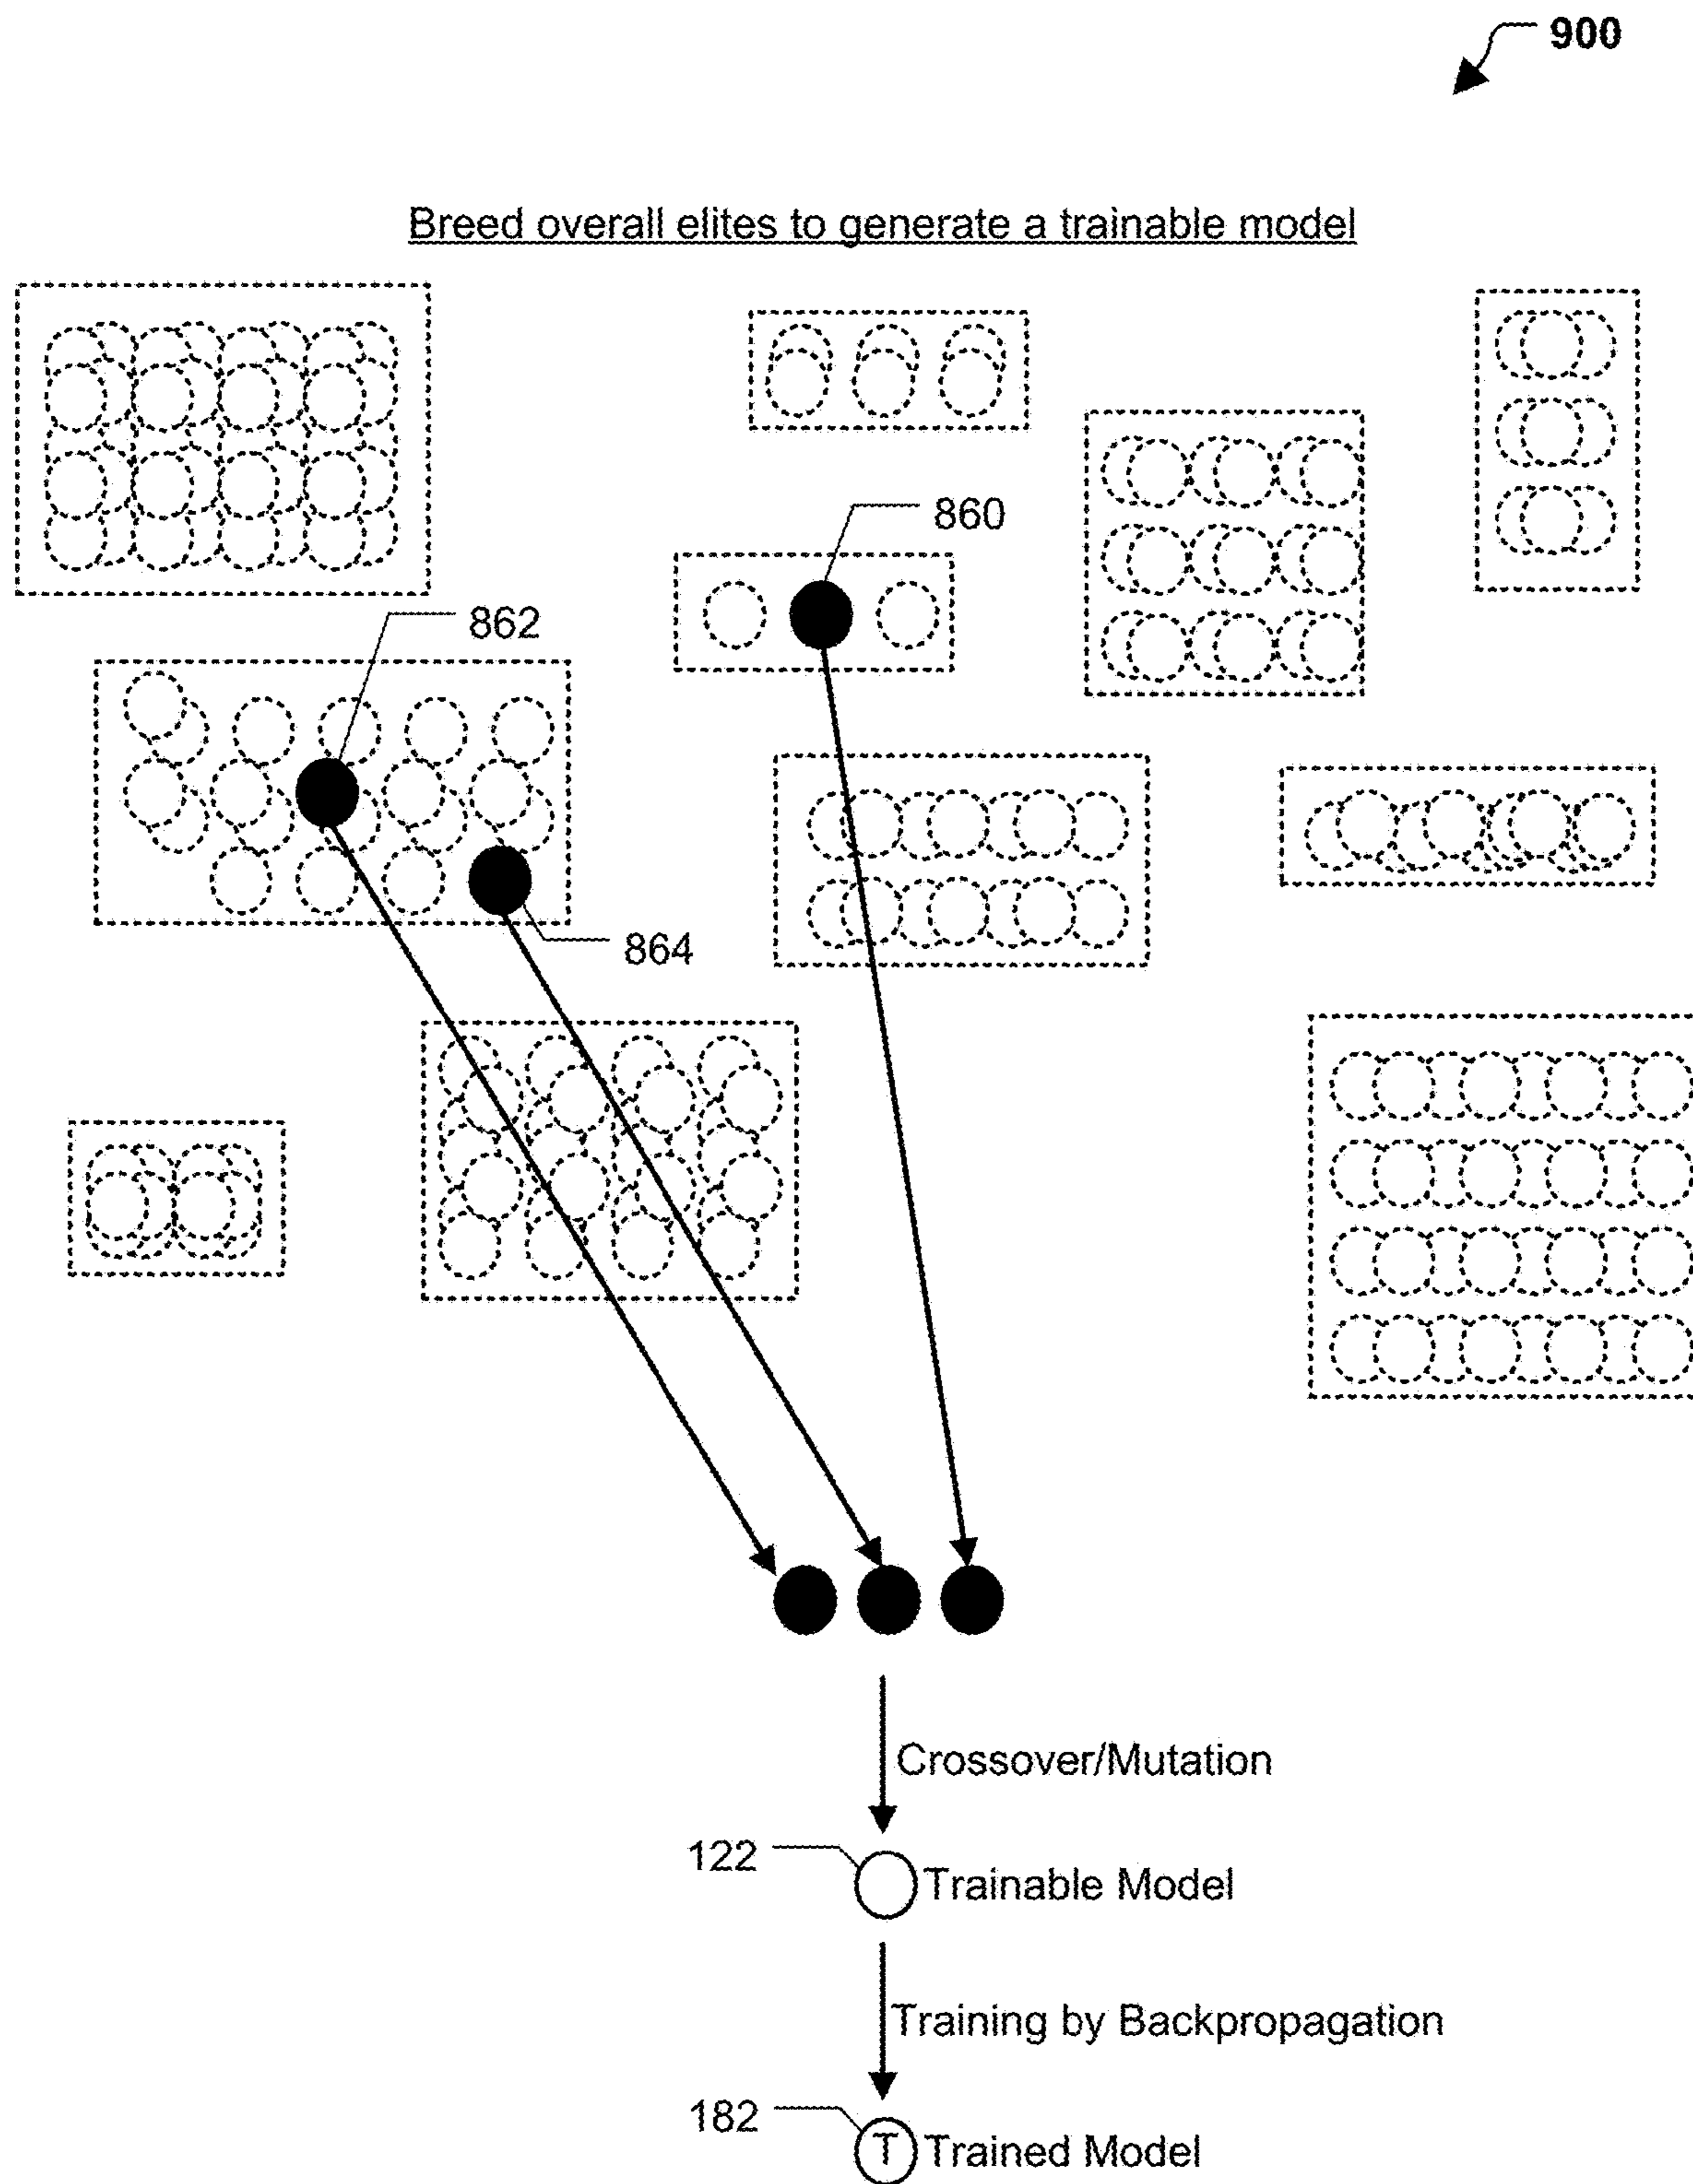 900
Breed overall elites to generate a trainable model
860
862
864
Crossover/Mutation
122
Trainable Model
Training by Backpropagation
182
T
Trained Model